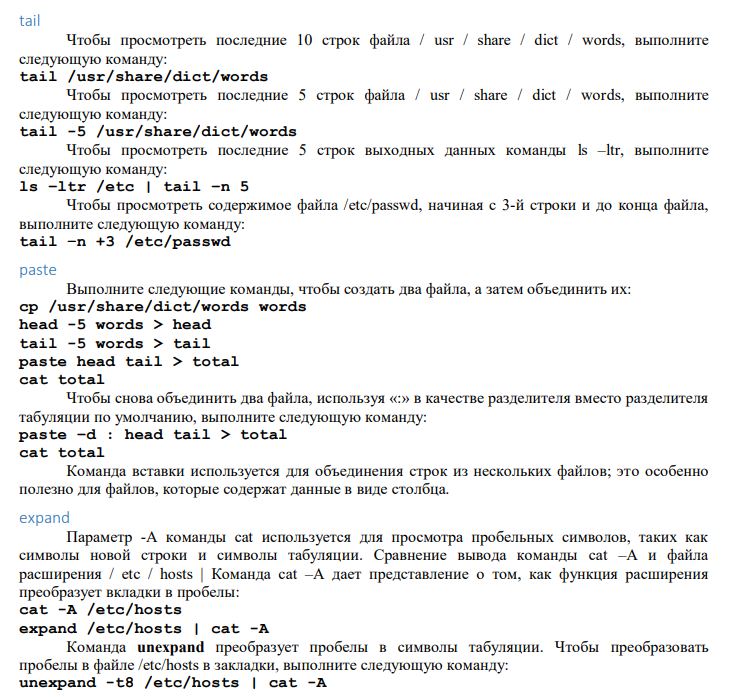 tail
Чтобы просмотреть последние 10 строк файла / usr / share / dict / words, выполните
следующую команду:
tail /usr/share/dict/words
Чтобы просмотреть последние 5 строк файла / usr / share / dict / words, выполните
следующую команду:
tail -5 /usr/share/dict/words
Чтобы просмотреть последние 5 строк выходных данных команды ls –ltr, выполните
следующую команду:
ls –ltr /etc | tail –n 5
Чтобы просмотреть содержимое файла /etc/passwd, начиная с 3-й строки и до конца файла,
выполните следующую команду:
tail –n +3 /etc/passwd
paste
Выполните следующие команды, чтобы создать два файла, а затем объединить их:
cp /usr/share/dict/words words
head -5 words > head
tail -5 words > tail
paste head tail > total
cat total
Чтобы снова объединить два файла, используя «:» в качестве разделителя вместо разделителя
табуляции по умолчанию, выполните следующую команду:
paste –d : head tail > total
cat total
Команда вставки используется для объединения строк из нескольких файлов; это особенно
полезно для файлов, которые содержат данные в виде столбца.
expand
Параметр -A команды cat используется для просмотра пробельных символов, таких как
символы новой строки и символы табуляции. Сравнение вывода команды cat –A и файла
расширения / etc / hosts | Команда cat –A дает представление о том, как функция расширения
преобразует вкладки в пробелы:
cat -A /etc/hosts
expand /etc/hosts | cat -A
Команда unexpand преобразует пробелы в символы табуляции. Чтобы преобразовать
пробелы в файле /etc/hosts в закладки, выполните следующую команду:
unexpand -t8 /etc/hosts | cat -A